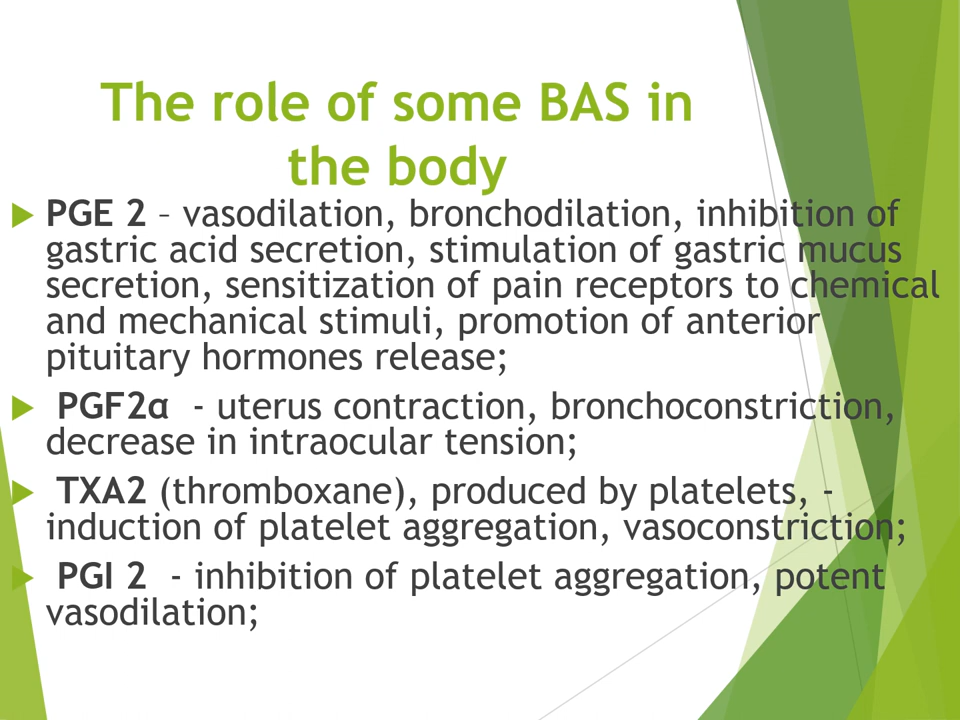 The role of some BAS in
the body
PGE 2 – vasodilation, bronchodilation, inhibition of
gastric acid secretion, stimulation of gastric mucus
secretion, sensitization of pain receptors to chemical
and mechanical stimuli, promotion of anterior
pituitary hormones release;
PGF2α - uterus contraction, bronchoconstriction,
decrease in intraocular tension;
TXA2 (thromboxane), produced by platelets, -
induction of platelet aggregation, vasoconstriction;
PGI 2 - inhibition of platelet aggregation, potent
vasodilation;